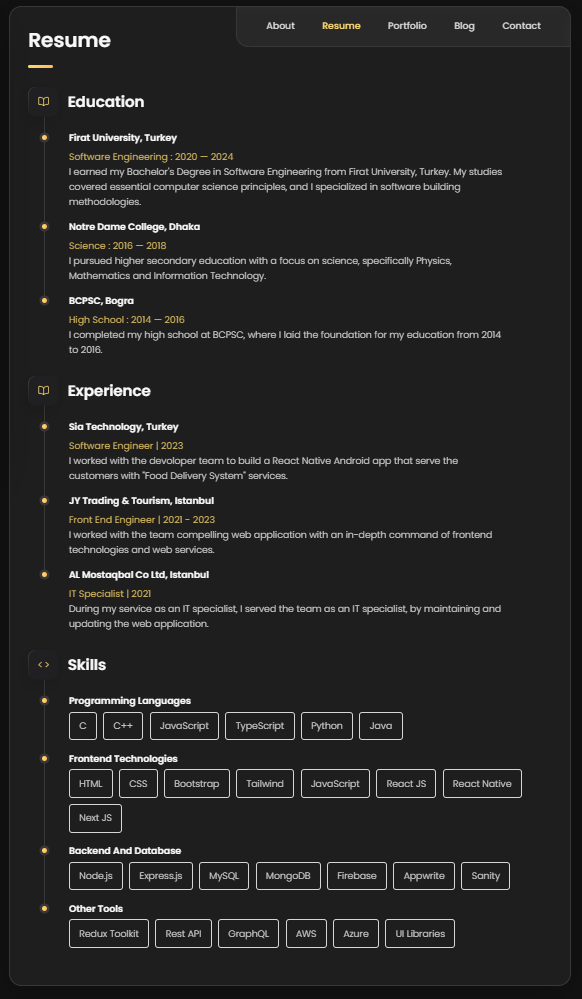 Resume
About Resume Portfolio Blog Contact
Education
Firat University, Turkey
Software Engineering : 2020 — 2024
I earned my Bachelor's Degree in Software Engineering from Firat University, Turkey. My studies
covered essential computer science principles, and I specialized in software building
methodologies.
Notre Dame College, Dhaka
Science : 2016 — 2018
I pursued higher secondary education with a focus on science, specifically Physics,
Mathematics and Information Technology.
BCPSC, Bogra
High School : 2014 — 2016
I completed my high school at BCPSC, where I laid the foundation for my education from 2014
to 2016.
Experience
Sia Technology, Turkey
Software Engineer | 2023
I worked with the devoloper team to build a React Native Android app that serve the
customers with "Food Delivery System" services.
JY Trading & Tourism, Istanbul
Front End Engineer | 2021 - 2023
I worked with the team compelling web application with an in-depth command of frontend
technologies and web services.
AL Mostaqbal Co Ltd, Istanbul
IT Specialist | 2021
During my service as an IT specialist, I served the team as an IT specialist, by maintaining and
updating the web application.
Skills
Programming Languages
C C++ JavaScript TypeScript Python Java
Frontend Technologies
HTML CSS Bootstrap Tailwind JavaScript React JS React Native
Next JS
Backend And Database
Node.js Express.js MySQL MongoDB Firebase Appwrite Sanity
Other Tools
Redux Toolkit Rest API GraphQL AWS Azure UI Libraries